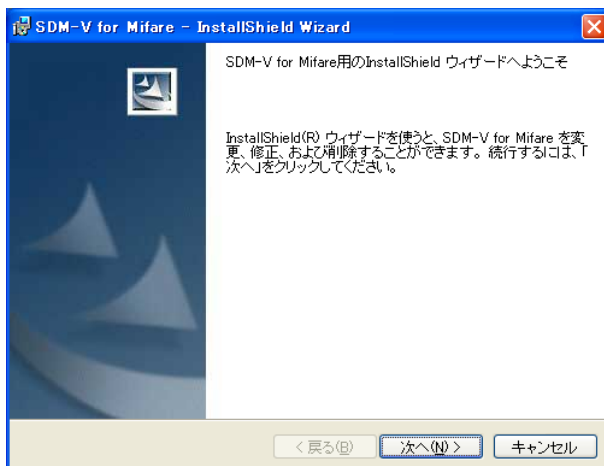 SDM-V for Mifare - InstallShield Wizard
SDM-V for Mifare用のInstallShield ウィザードへようこそ
InstallShield(R) ウィザードを使うと、SDM-V for Mifare を変
更、修正、および削除することができます。続行するには、「
次へ」をクリックしてください。
< 戻る(B)
次へ(N) >
キャンセル